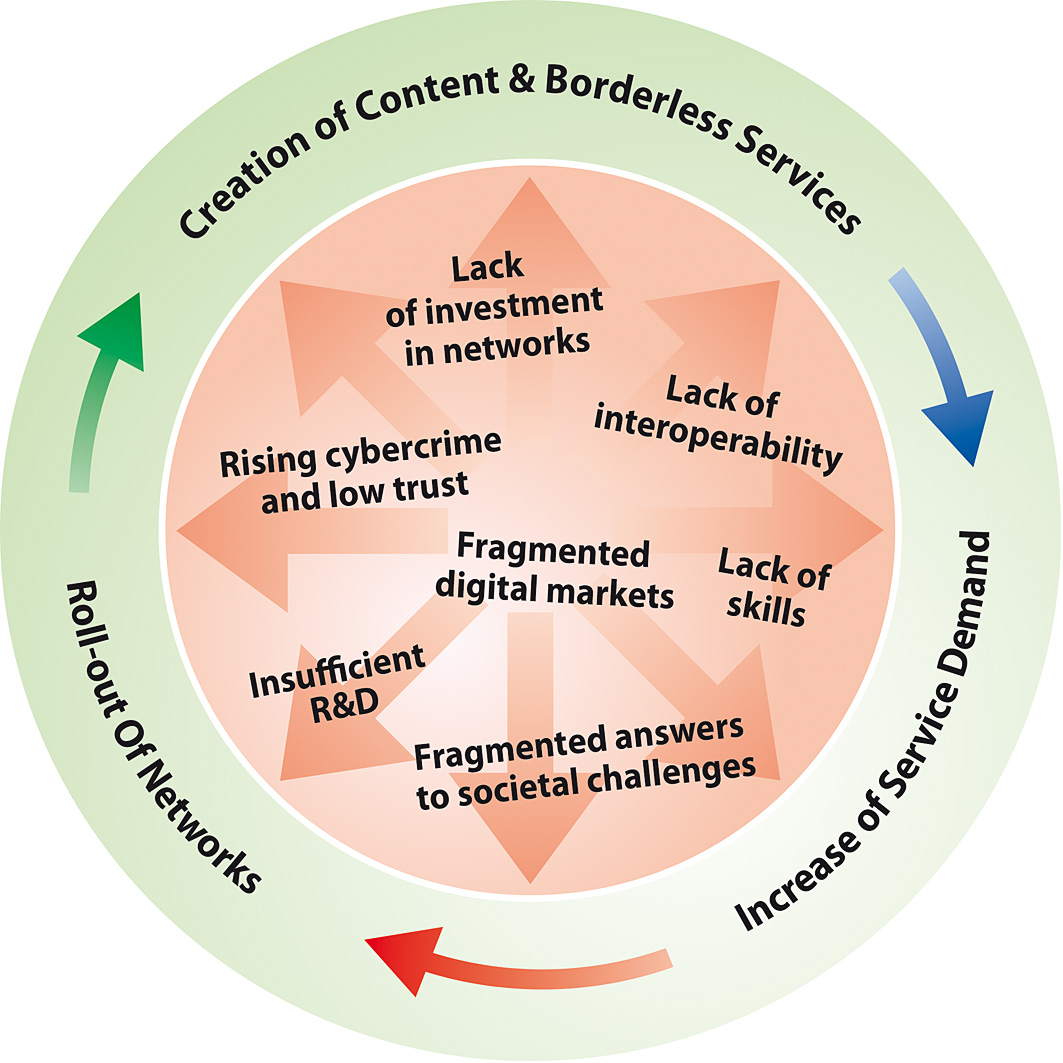 Creation of Content & Borderless Services
Lack
of investment
in networks
Lack of
interoperability
Rising cybercrime
and low trust
Fragmented
digital markets
Lack of
skills
Insufficient
R&D
Fragmented answers
to societal challenges
Increase of Service Demand
Roll-out Of Networks